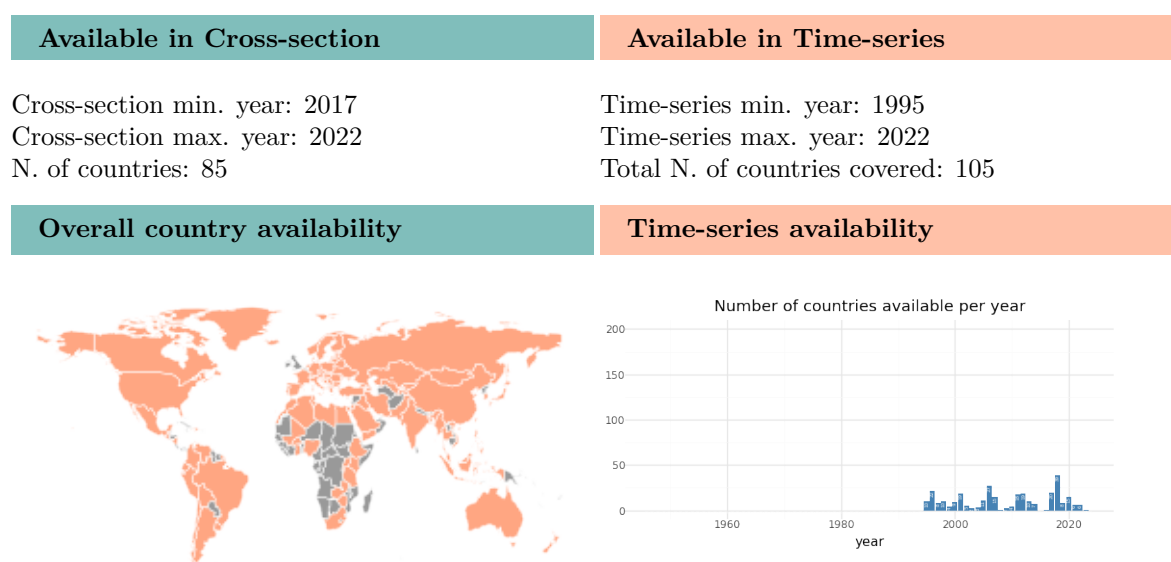 Available in Cross-section
Available in Time-series
Cross-section min. year: 2017
Cross-section max. year: 2022
N. of countries: 85
Time-series min. year: 1995
Time-series max. year: 2022
Total N. of countries covered: 105
Overall country availability
Time-series availability
Number of countries available per year
200
150
100
50
0
1960 1980 2000 2020
year